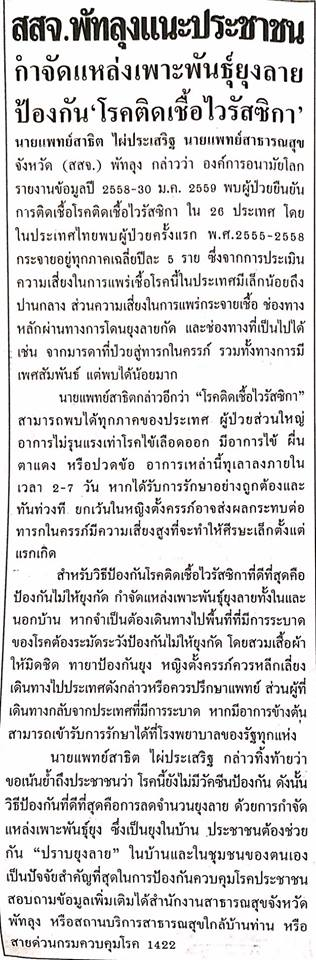 สสจ.พัทลุงแนะประชาชน
กำจัดแหล่งเพาะพันธุ์ยุงลาย
ป้องกัน‘โรคติดเชื้อไวรัสซิกา’
นายแพทย์สาธิต ไผ่ประเสริฐ นายแพทย์สาธารณสุข
จังหวัด (สสจ.) พัทลุง กล่าวว่า องค์การอนามัยโลก
รายงานข้อมูลปี 2558-30 ม.ค. 2559 พบผู้ป่วยยืนยัน
การติดเชื้อโรคติดเชื้อไวรัสซิกา ใน 26 ประเทศ โดย
ในประเทศไทยพบผู้ป่วยครั้งแรก พ.ศ.2555-2558
กระจายอยู่ทุกภาคเฉลี่ยปีละ 5 ราย ซึ่งจากการประเมิน
ความเสี่ยงในการแพร่เชื้อโรคนี้ในประเทศมีเล็กน้อยถึง
ปานกลาง ส่วนความเสี่ยงในการแพร่กระจายเชื้อ ช่องทาง
หลักผ่านทางการโดนยุงลายกัด และช่องทางที่เป็นไปได้
เช่น จากมารดาที่ป่วยสู่ทารกในครรภ์ รวมทั้งทางการมี
เพศสัมพันธ์ แต่พบได้น้อยมาก
นายแพทย์สาธิตกล่าวอีกว่า “โรคติดเชื้อไวรัสซิกา”
สามารถพบได้ทุกภาคของประเทศ ผู้ป่วยส่วนใหญ่
อาการไม่รุนแรงเท่าโรคไข้เลือดออก มีอาการไข้ ผื่น
ตาแดง หรือปวดข้อ อาการเหล่านี้ทุเลาลงภายใน
เวลา 2-7 วัน หากได้รับการรักษาอย่างถูกต้องและ
ทันท่วงที ยกเว้นในหญิงตั้งครรภ์อาจส่งผลกระทบต่อ
ทารกในครรภ์มีความเสี่ยงสูงที่จะทำให้ศีรษะเล็กตั้งแต่
แรกเกิด
สำหรับวิธีป้องกันโรคติดเชื้อไวรัสซิกาที่ดีที่สุดคือ
ป้องกันไม่ให้ยุงกัด กำจัดแหล่งเพาะพันธุ์ยุงลายทั้งในและ
นอกบ้าน หากจำเป็นต้องเดินทางไปพื้นที่ที่มีการระบาด
ของโรคต้องระมัดระวังป้องกันไม่ให้ยุงกัด โดยสวมเสื้อผ้า
ให้มิดชิด ทายาป้องกันยุง หญิงตั้งครรภ์ควรหลีกเลี่ยง
เดินทางไปประเทศดังกล่าวหรือควรปรึกษาแพทย์ ส่วนผู้ที่
เดินทางกลับจากประเทศที่มีการระบาด หากมีอาการข้างต้น
สามารถเข้ารับการรักษาได้ที่โรงพยาบาลของรัฐทุกแห่ง
นายแพทย์สาธิต ไผ่ประเสริฐ กล่าวทิ้งท้ายว่า
ขอเน้นย้ำถึงประชาชนว่า โรคนี้ยังไม่มีวัคซีนป้องกัน ดังนั้น
วิธีป้องกันที่ดีที่สุดคือการลดจำนวนยุงลาย ด้วยการกำจัด
แหล่งเพาะพันธุ์ยุง ซึ่งเป็นยุงในบ้าน ประชาชนต้องช่วย
กัน “ปราบยุงลาย” ในบ้านและในชุมชนของตนเอง
เป็นปัจจัยสำคัญที่สุดในการป้องกันควบคุมโรคประชาชน
สอบถามข้อมูลเพิ่มเติมได้สำนักงานสาธารณสุขจังหวัด
พัทลุง หรือสถานบริการสาธารณสุขใกล้บ้านท่าน หรือ
สายด่วนกรมควบคุมโรค 1422